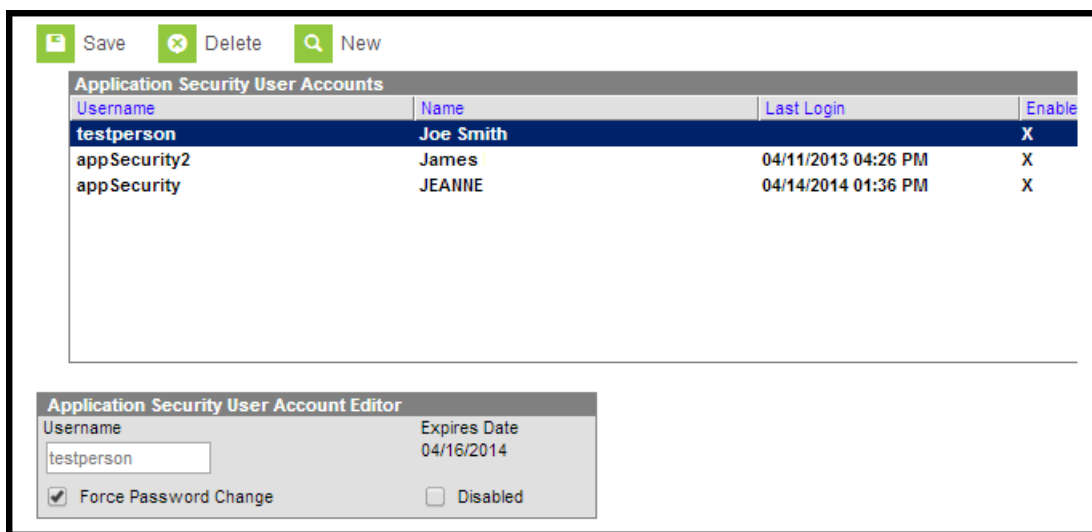 Save Delete New
Application Security User Accounts
Username Name Last Login Enable
testperson Joe Smith X
appSecurity2 James 04/11/2013 04:26 PM X
appSecurity JEANNE 04/14/2014 01:36 PM X
Application Security User Account Editor
Username Expires Date
testperson 04/16/2014
Force Password Change Disabled